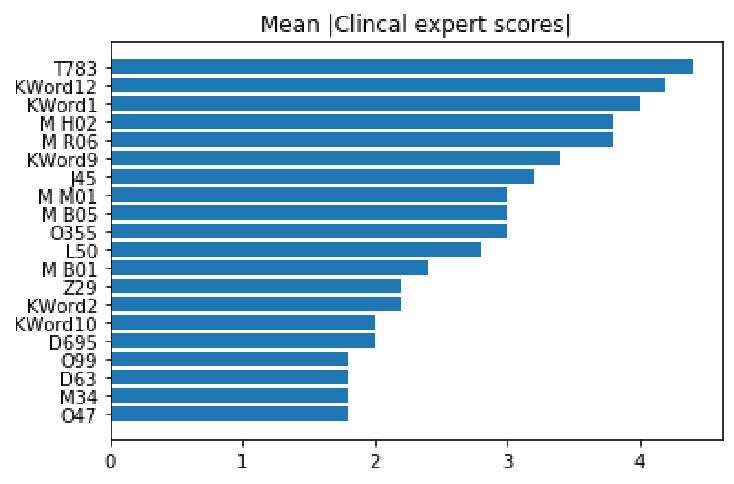 Mean |Clincal expert scores|
T783
KWord12
KWord1
M H02
M R06
KWord9
J45
M M01
M B05
O355
L50
M B01
Z29
KWord2
KWord10
D695
O99
D63
M34
O47
0 1 2 3 4